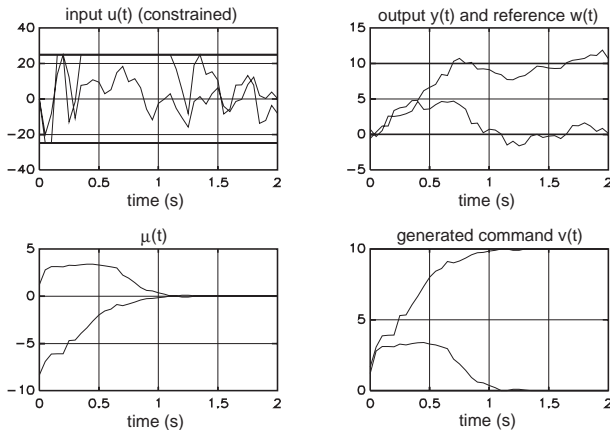 input u(t) (constrained)
40
20
0
−20
−40
0 0.5 1 1.5 2
time (s)
output y(t) and reference w(t)
15
10
5
0
−5
0 0.5 1 1.5 2
time (s)
μ(t)
5
0
−5
−10
0 0.5 1 1.5 2
time (s)
generated command v(t)
10
5
0
0 0.5 1 1.5 2
time (s)